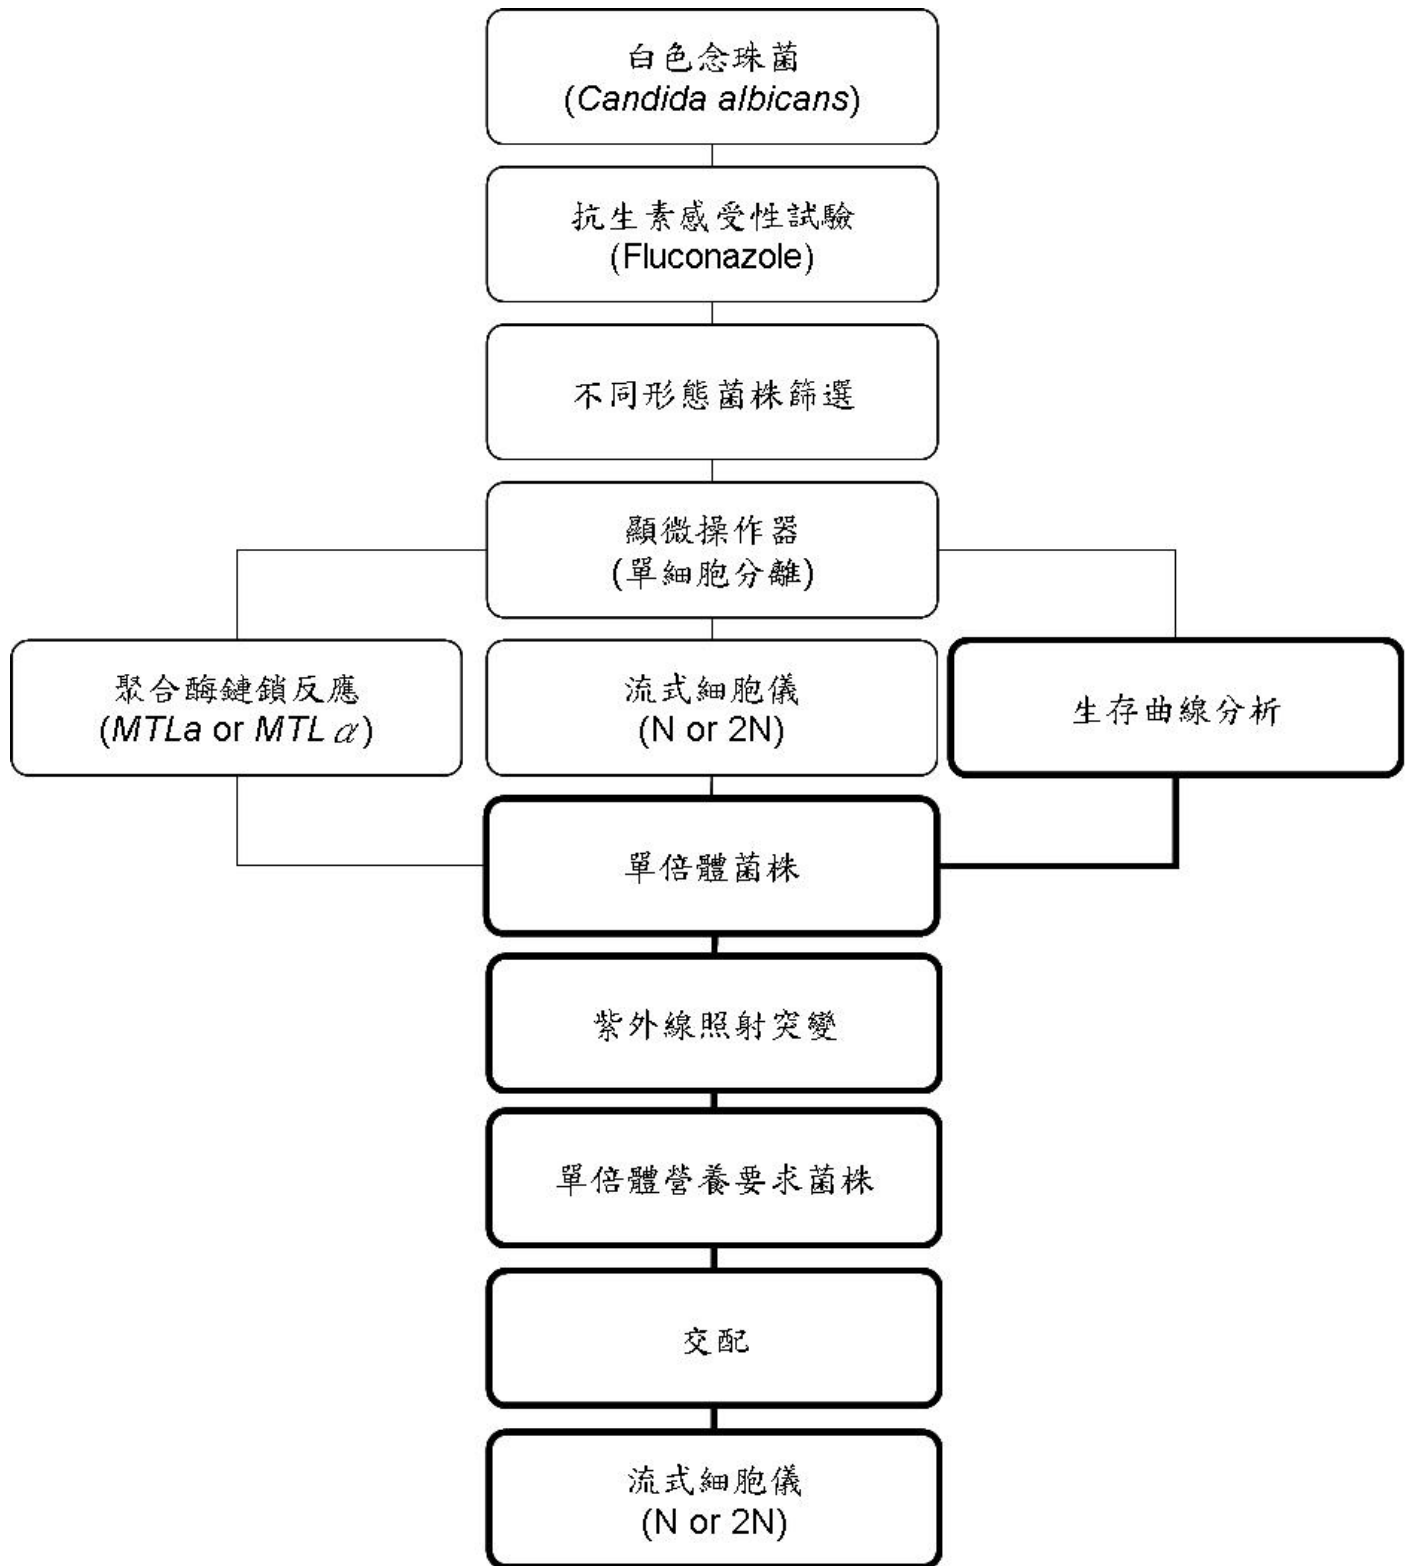 白色念珠菌
(Candida albicans)
抗生素感受性試驗
(Fluconazole)
不同形態菌株篩選
顯微操作器
(單細胞分離)
聚合酶鍵鎖反應
(MTLa or MTL α)
流式細胞儀
(N or 2N)
生存曲線分析
單倍體菌株
紫外線照射突變
單倍體營養要求菌株
交配
流式細胞儀
(N or 2N)